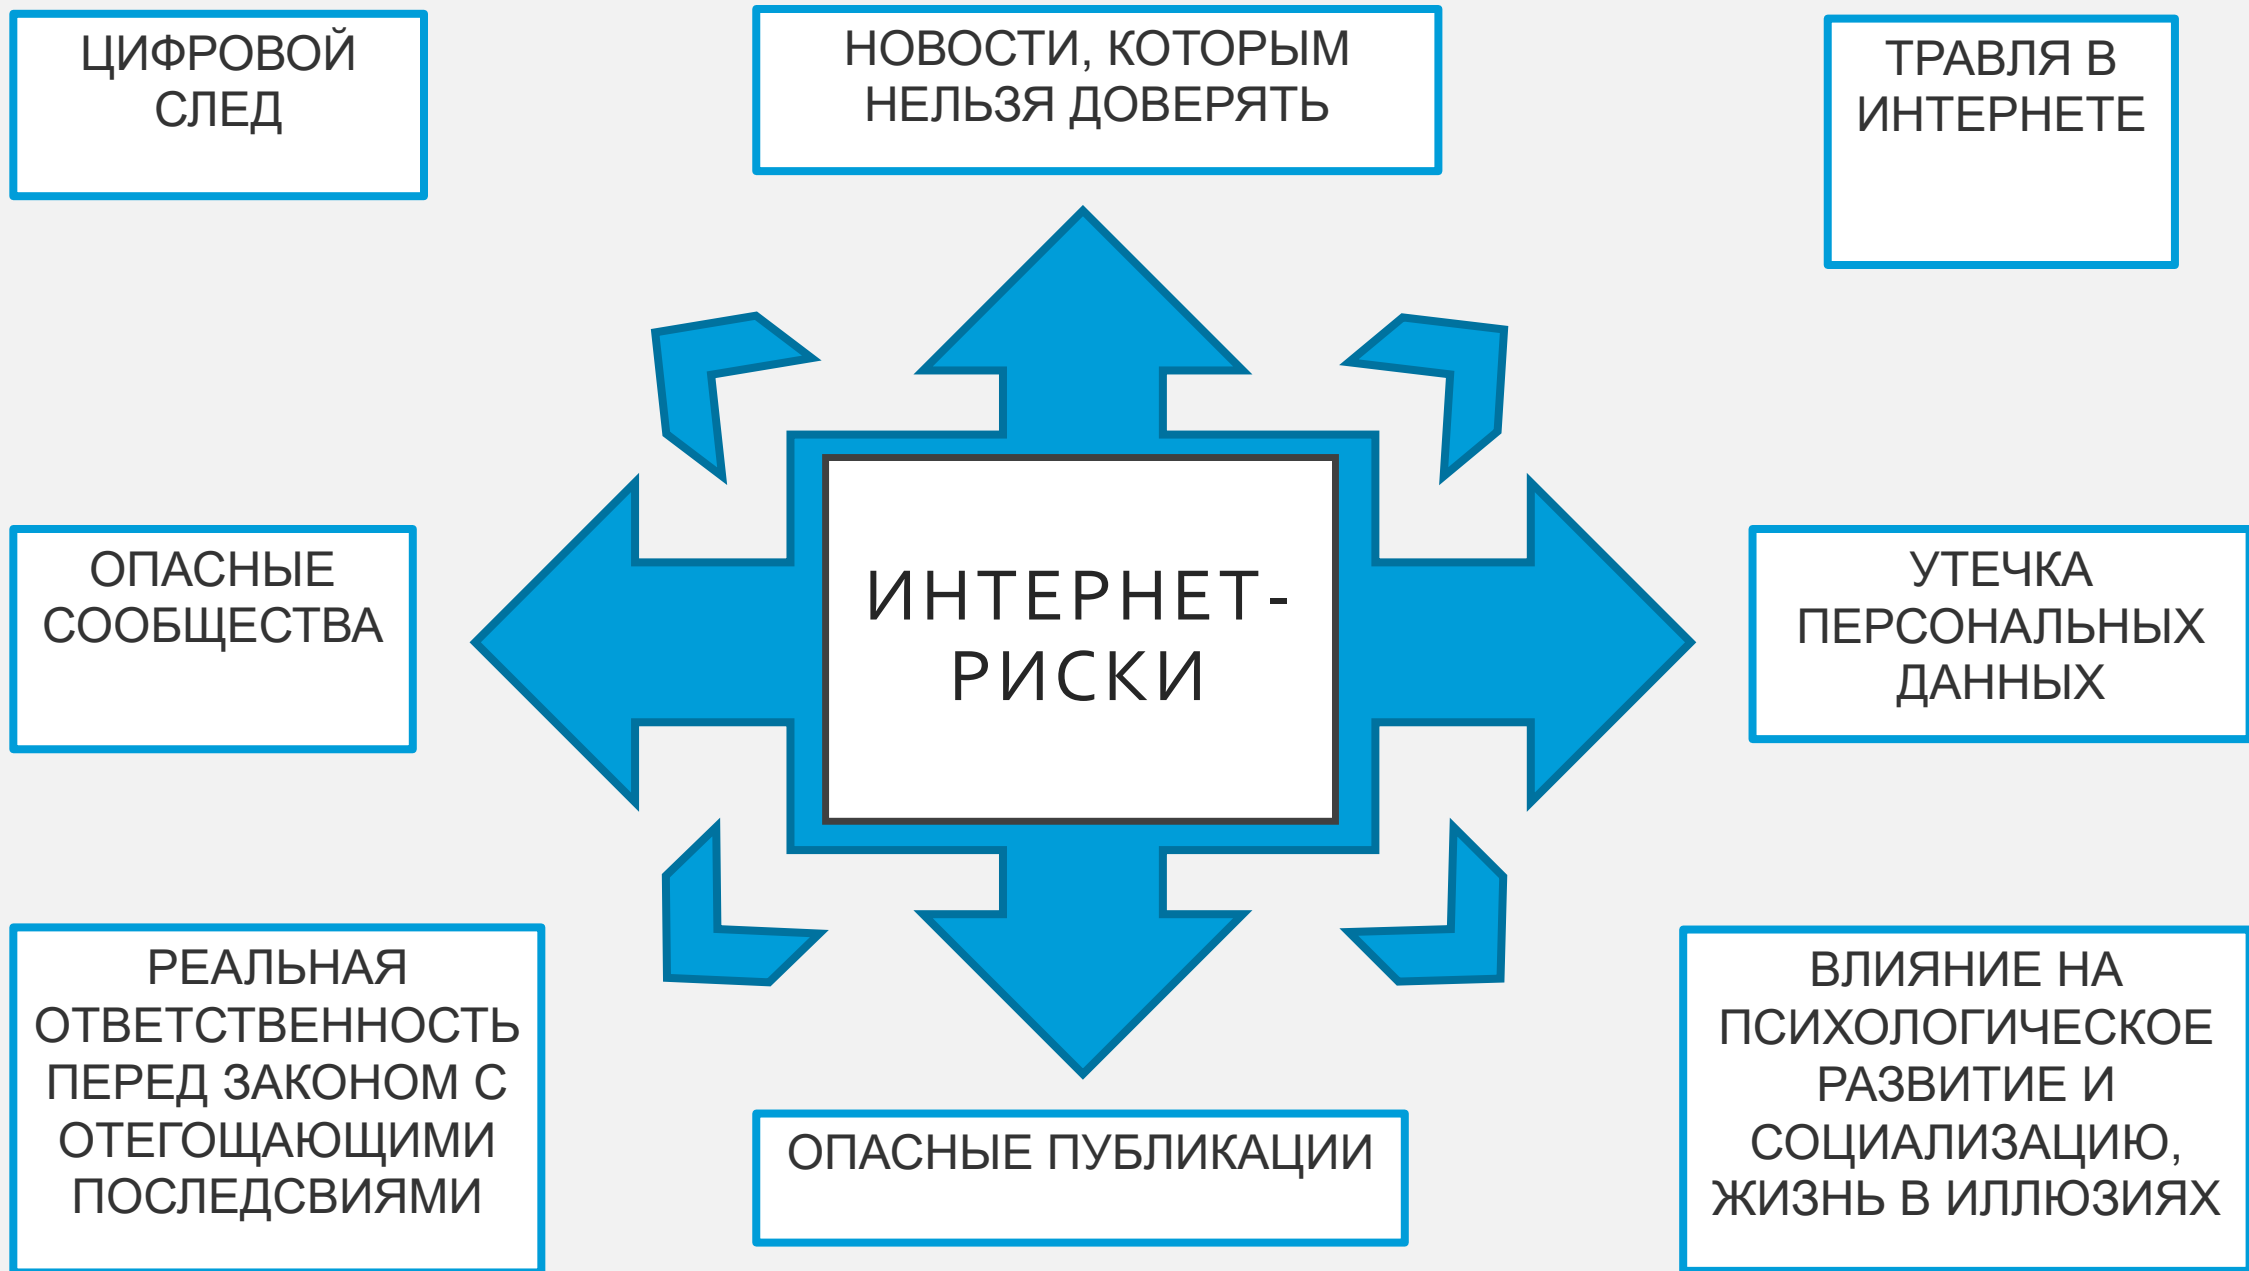 ЦИФРОВОЙ
СЛЕД
НОВОСТИ, КОТОРЫМ
НЕЛЬЗЯ ДОВЕРЯТЬ
ТРАВЛЯ В
ИНТЕРНЕТЕ
ОПАСНЫЕ
СООБЩЕСТВА
ИНТЕРНЕТ-
РИСКИ
УТЕЧКА
ПЕРСОНАЛЬНЫХ
ДАННЫХ
РЕАЛЬНАЯ
ОТВЕТСТВЕННОСТЬ
ПЕРЕД ЗАКОНОМ С
ОТЕГОЩАЮЩИМИ
ПОСЛЕДСВИЯМИ
ОПАСНЫЕ ПУБЛИКАЦИИ
ВЛИЯНИЕ НА
ПСИХОЛОГИЧЕСКОЕ
РАЗВИТИЕ И
СОЦИАЛИЗАЦИЮ,
ЖИЗНЬ В ИЛЛЮЗИЯХ